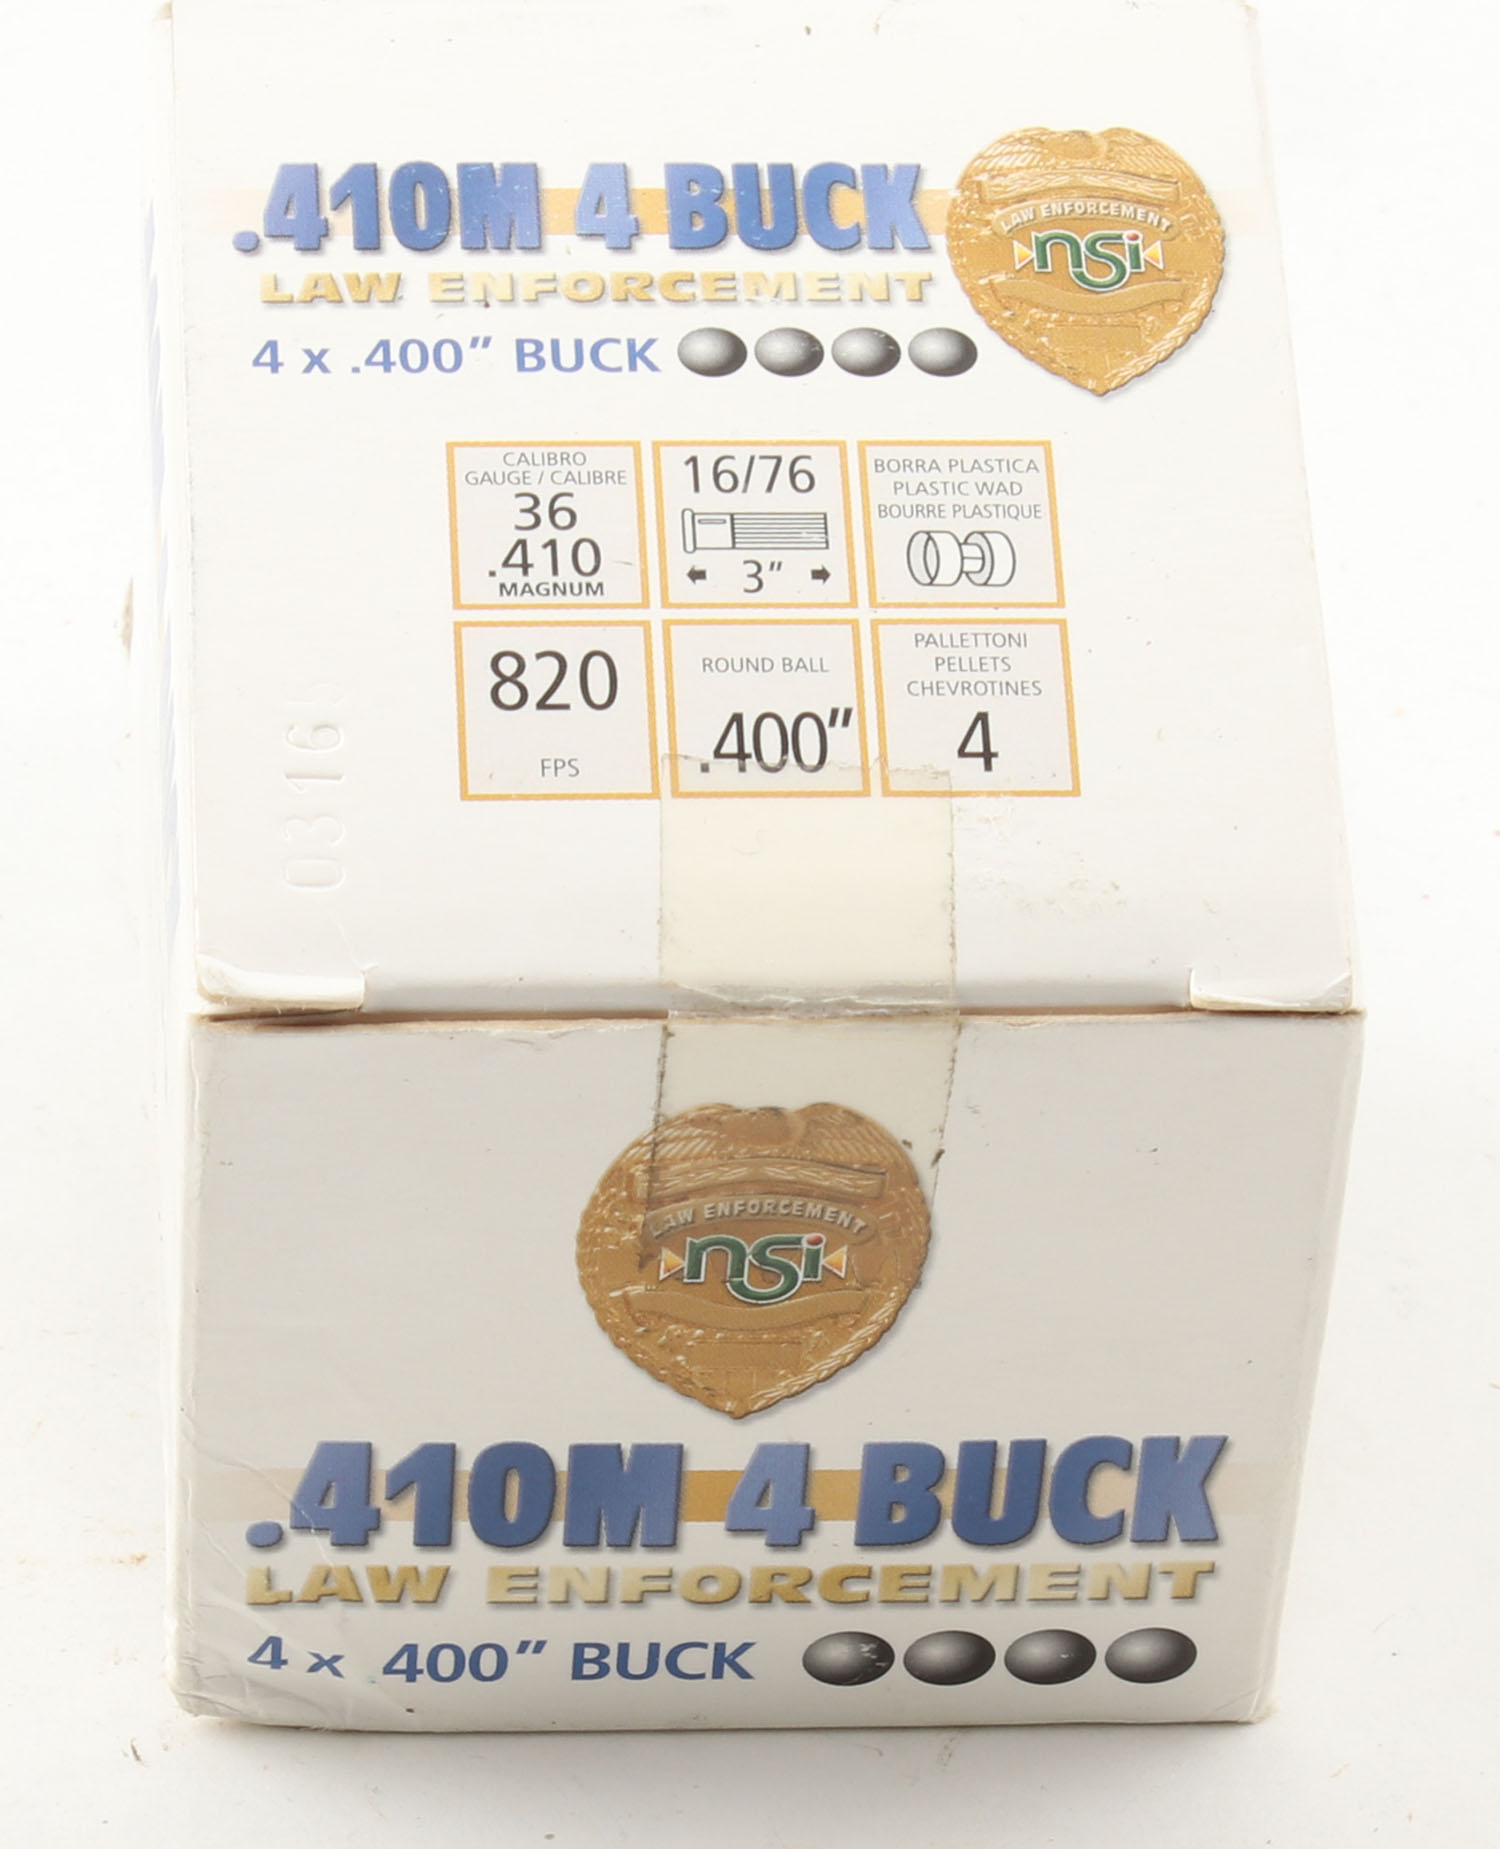 .410M 4 BUCK
LAW ENFORCEMENT
4 x .400" BUCK
LAW ENFORCEMENT
nsi
CALIBRO
GAUGE / CALIBRE
36
.410
MAGNUM
16/76
3"
BORRA PLASTICA
PLASTIC WAD
BOURRE PLASTIQUE
820
FPS
ROUND BALL
.400"
PALLETTONI
PELLETS
CHEVROTINES
4
0316
LAW ENFORCEMENT
nsi
.410M 4 BUCK
LAW ENFORCEMENT
4 x .400" BUCK